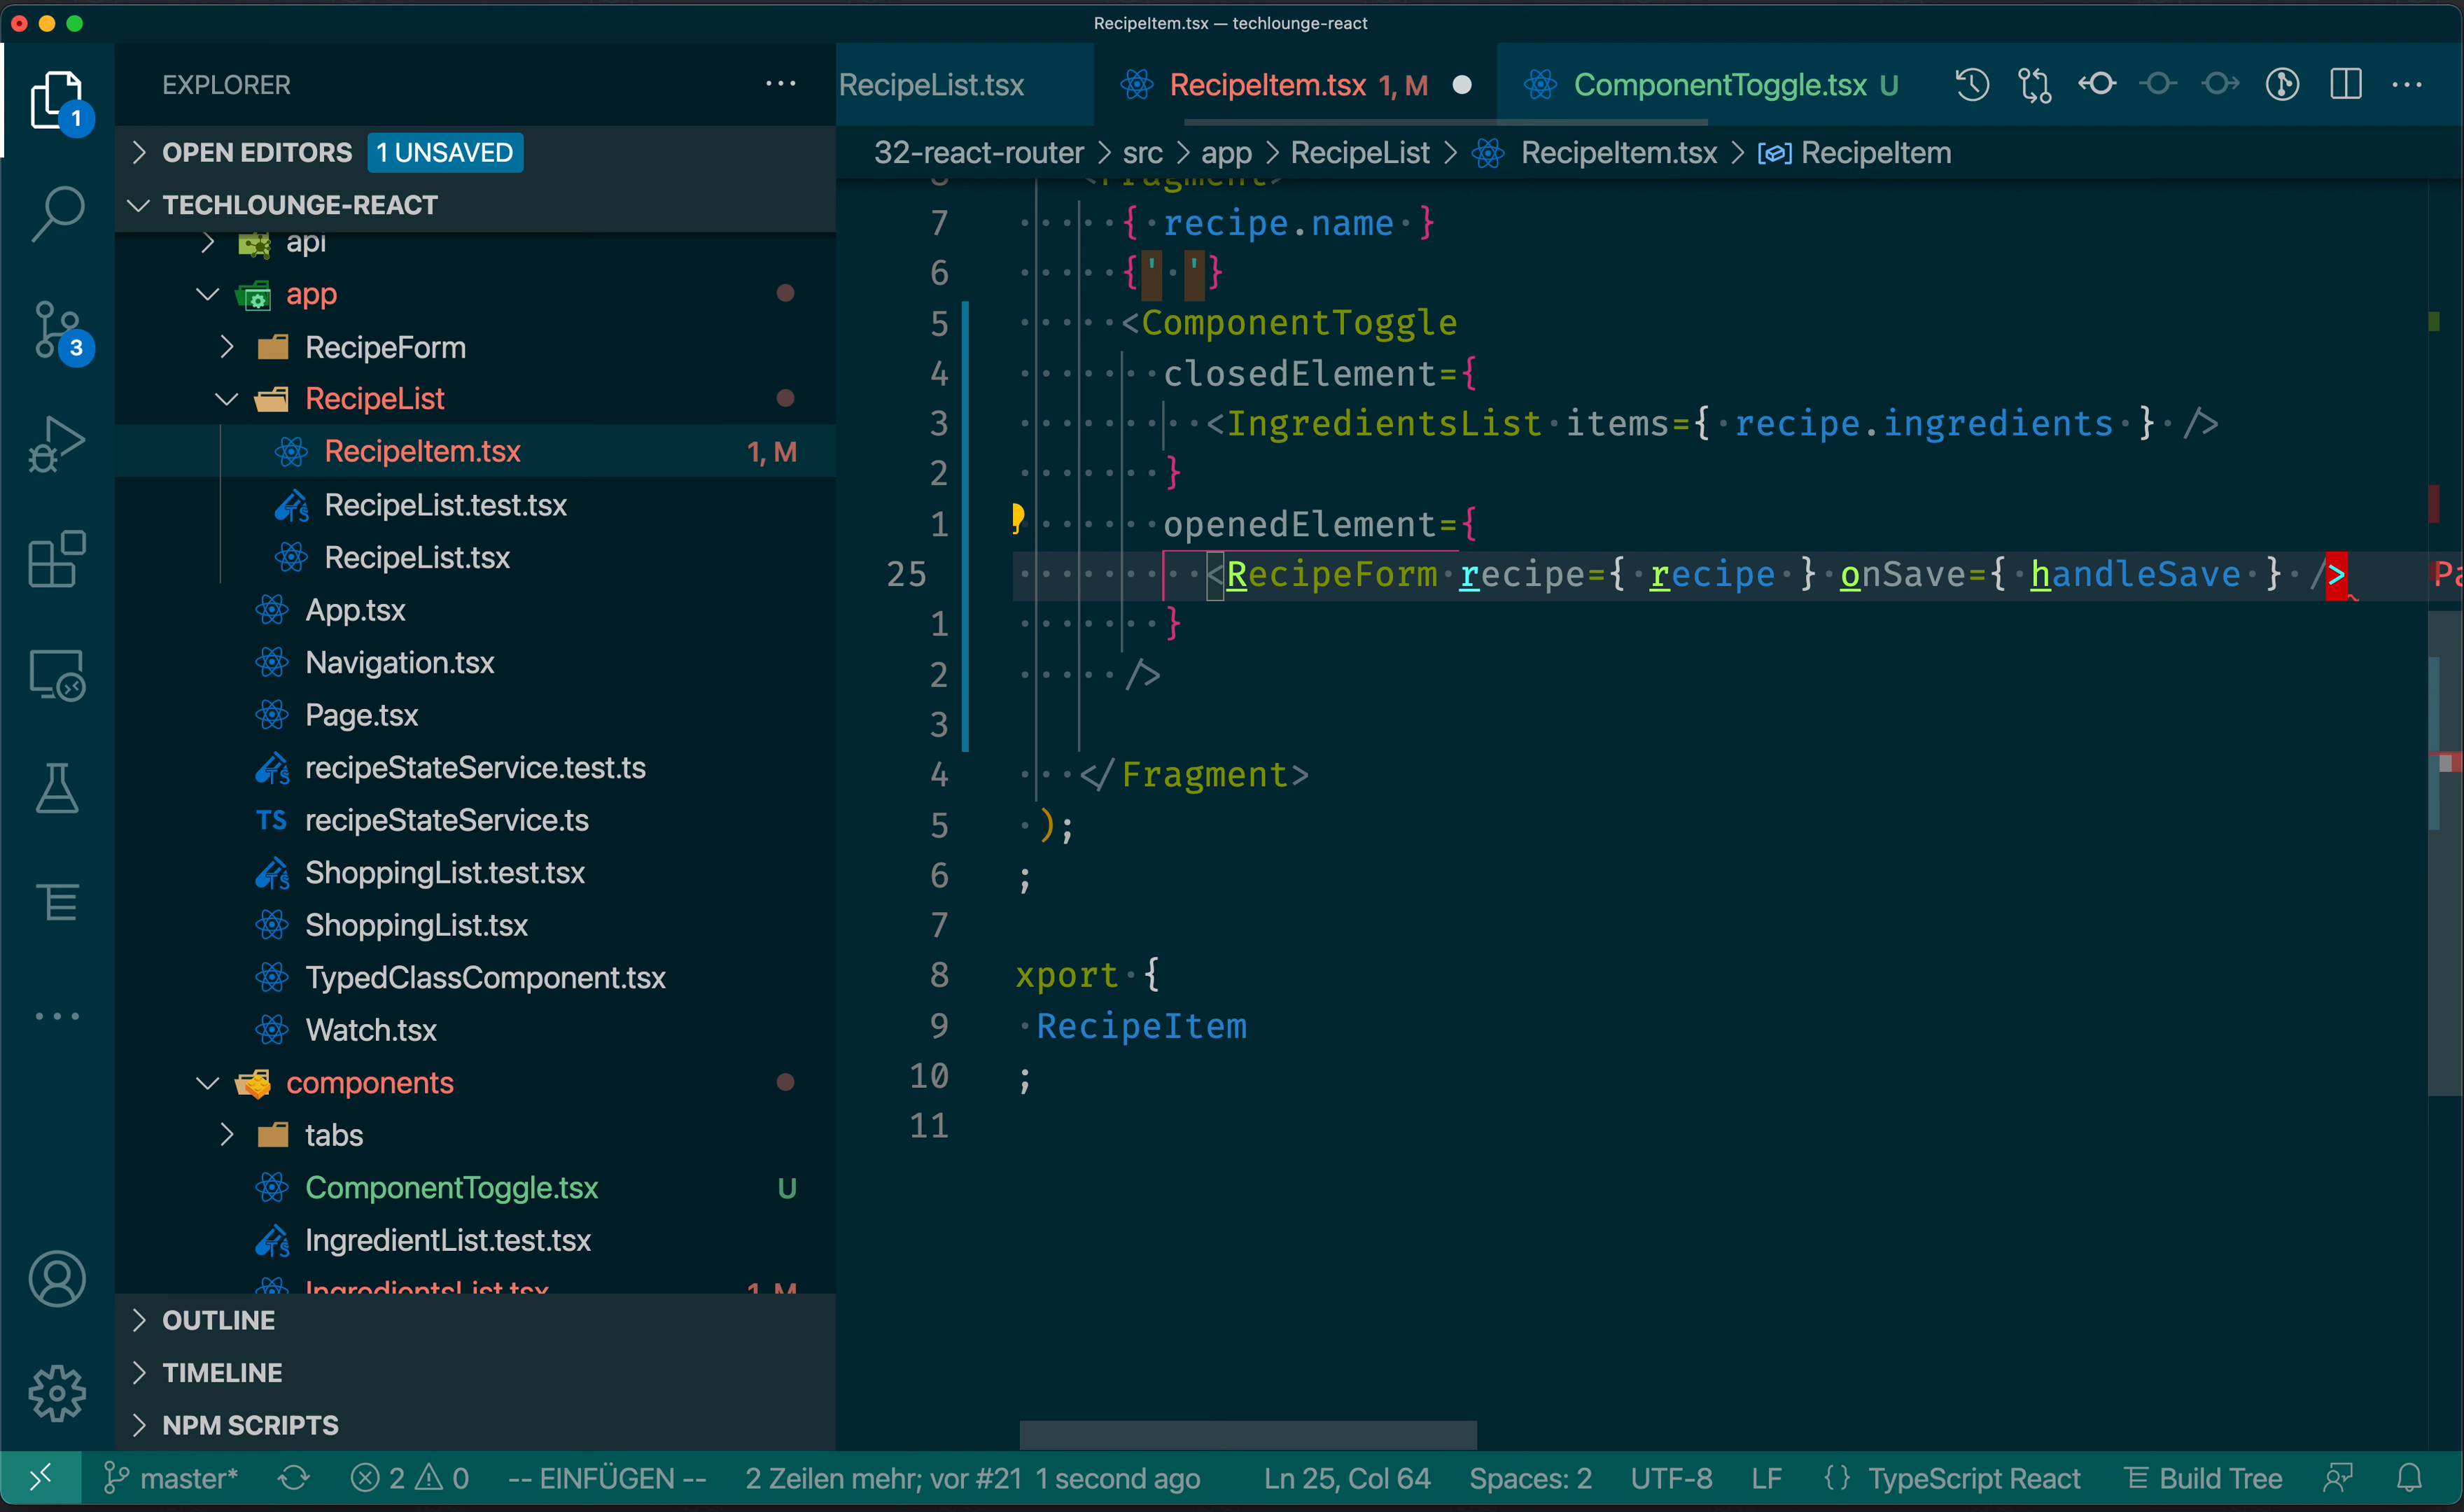 RecipeItem.tsx — techlounge-react
EXPLORER
RecipeList.tsx
RecipeItem.tsx 1, M
ComponentToggle.tsx U
1
OPEN EDITORS 1 UNSAVED
32-react-router > src > app > RecipeList > RecipeItem.tsx > RecipeItem
TECHLOUNGE-REACT
api
app
RecipeForm
3
RecipeList
RecipeItem.tsx 1, M
RecipeList.test.tsx
RecipeList.tsx
App.tsx
Navigation.tsx
Page.tsx
TS recipeStateService.test.ts
TS recipeStateService.ts
ShoppingList.test.tsx
ShoppingList.tsx
TypedClassComponent.tsx
Watch.tsx
components
tabs
ComponentToggle.tsx U
IngredientList.test.tsx
IngredientsList.tsx 1, M
OUTLINE
TIMELINE
NPM SCRIPTS
<Fragment>
7 { recipe.name }
6 {' '}
5 <ComponentToggle
4 closedElement={
3 <IngredientsList items={ recipe.ingredients } />
2 }
1 openedElement={
25 <RecipeForm recipe={ recipe } onSave={ handleSave } />
1 }
2 />
3
4 </Fragment>
5 );
6 ;
7
8 xport {
9 RecipeItem
10 ;
11
master* 2 0 -- EINFÜGEN -- 2 Zeilen mehr; vor #21 1 second ago Ln 25, Col 64 Spaces: 2 UTF-8 LF {} TypeScript React Build Tree